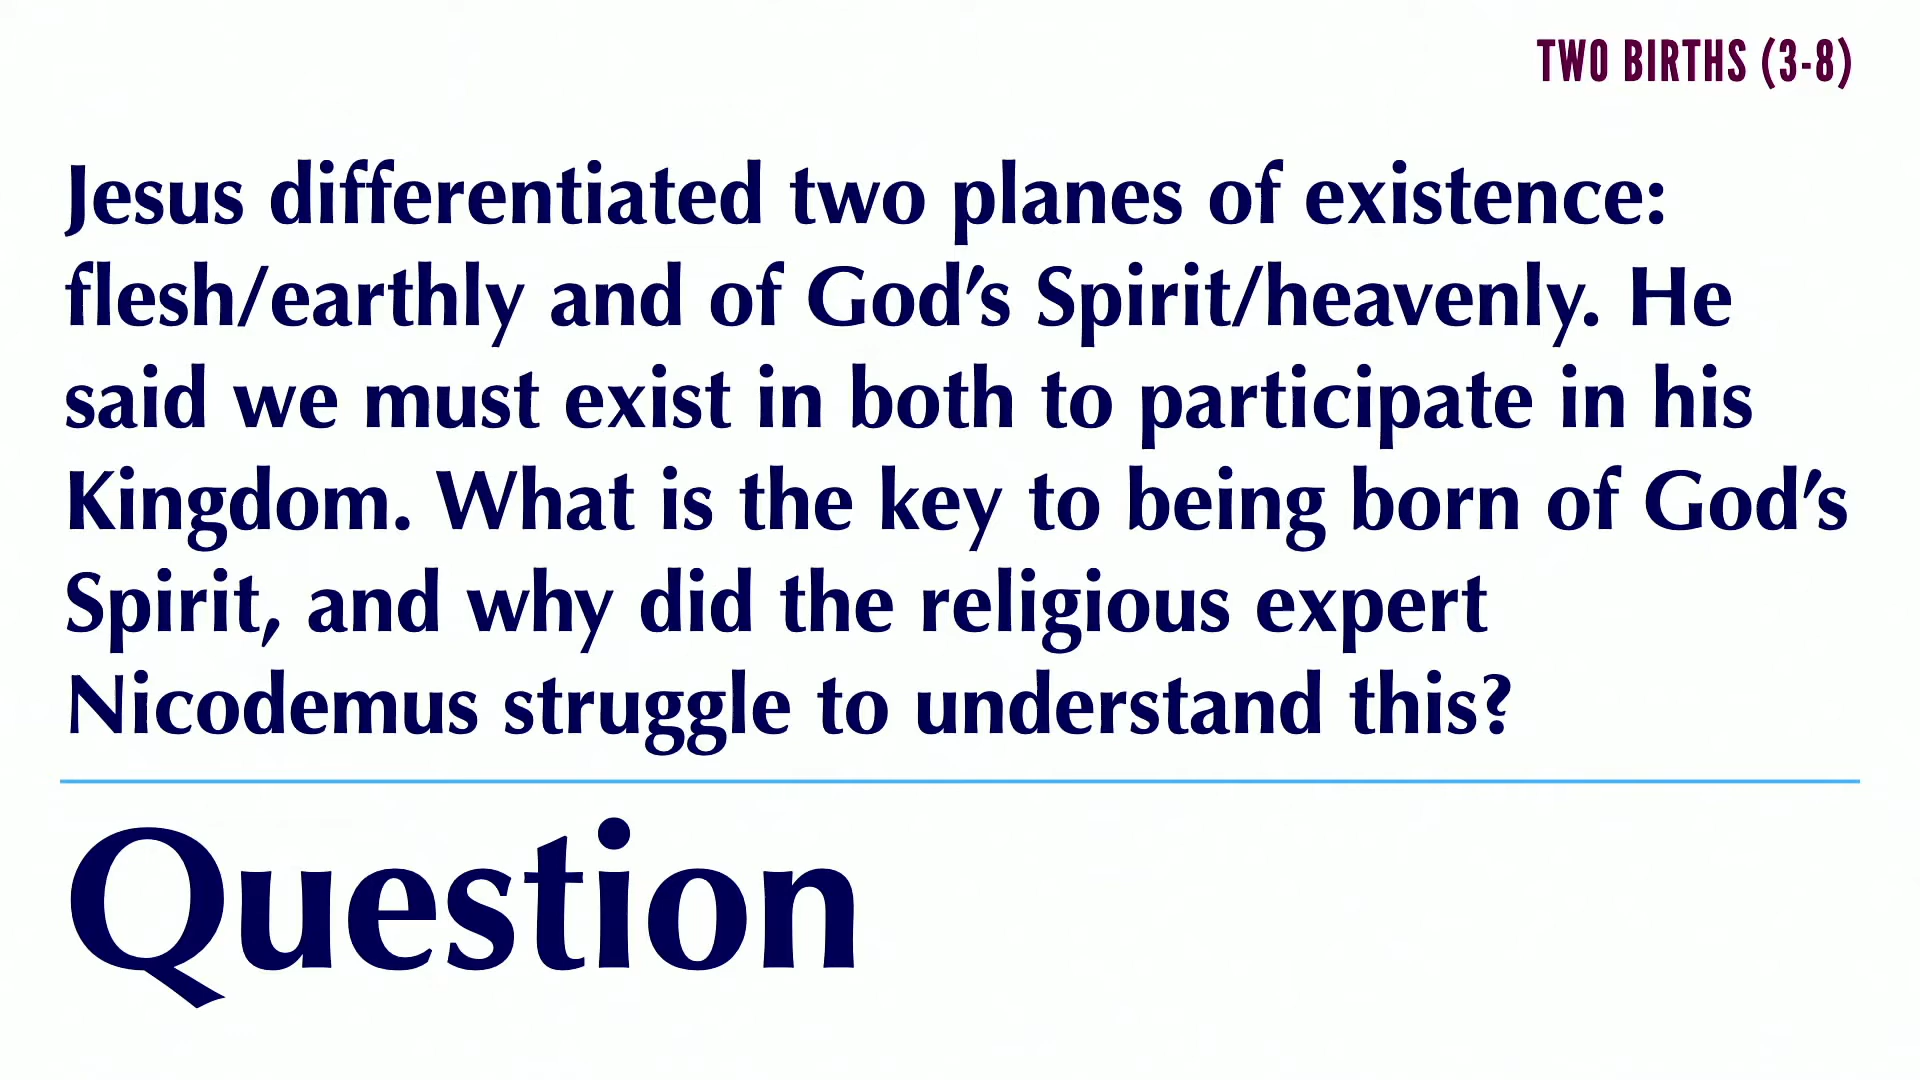 TWO BIRTHS (3-8)
Jesus differentiated two planes of existence:
flesh/earthly and of God’s Spirit/heavenly. He
said we must exist in both to participate in his
Kingdom. What is the key to being born of God’s
Spirit, and why did the religious expert
Nicodemus struggle to understand this?
Question